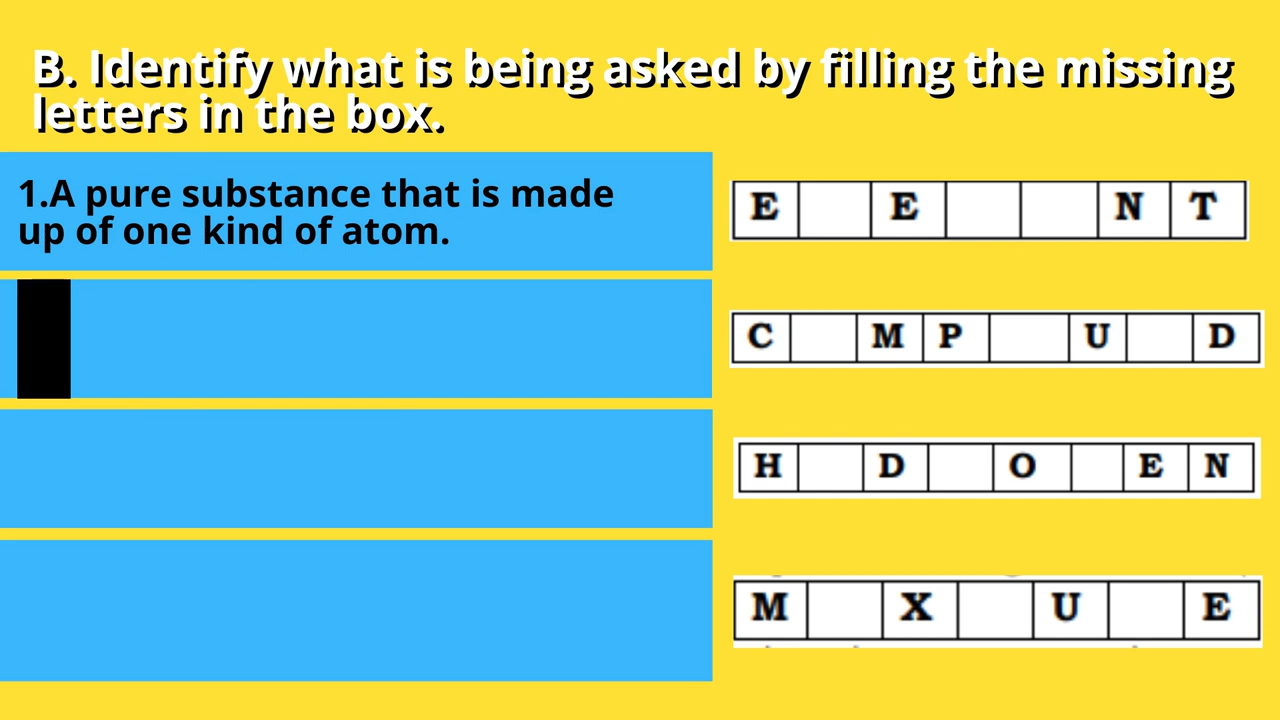 B. Identify what is being asked by filling the missing
letters in the box.
1.A pure substance that is made
up of one kind of atom.
E E N T
C M P U D
H D O E N
M X U E